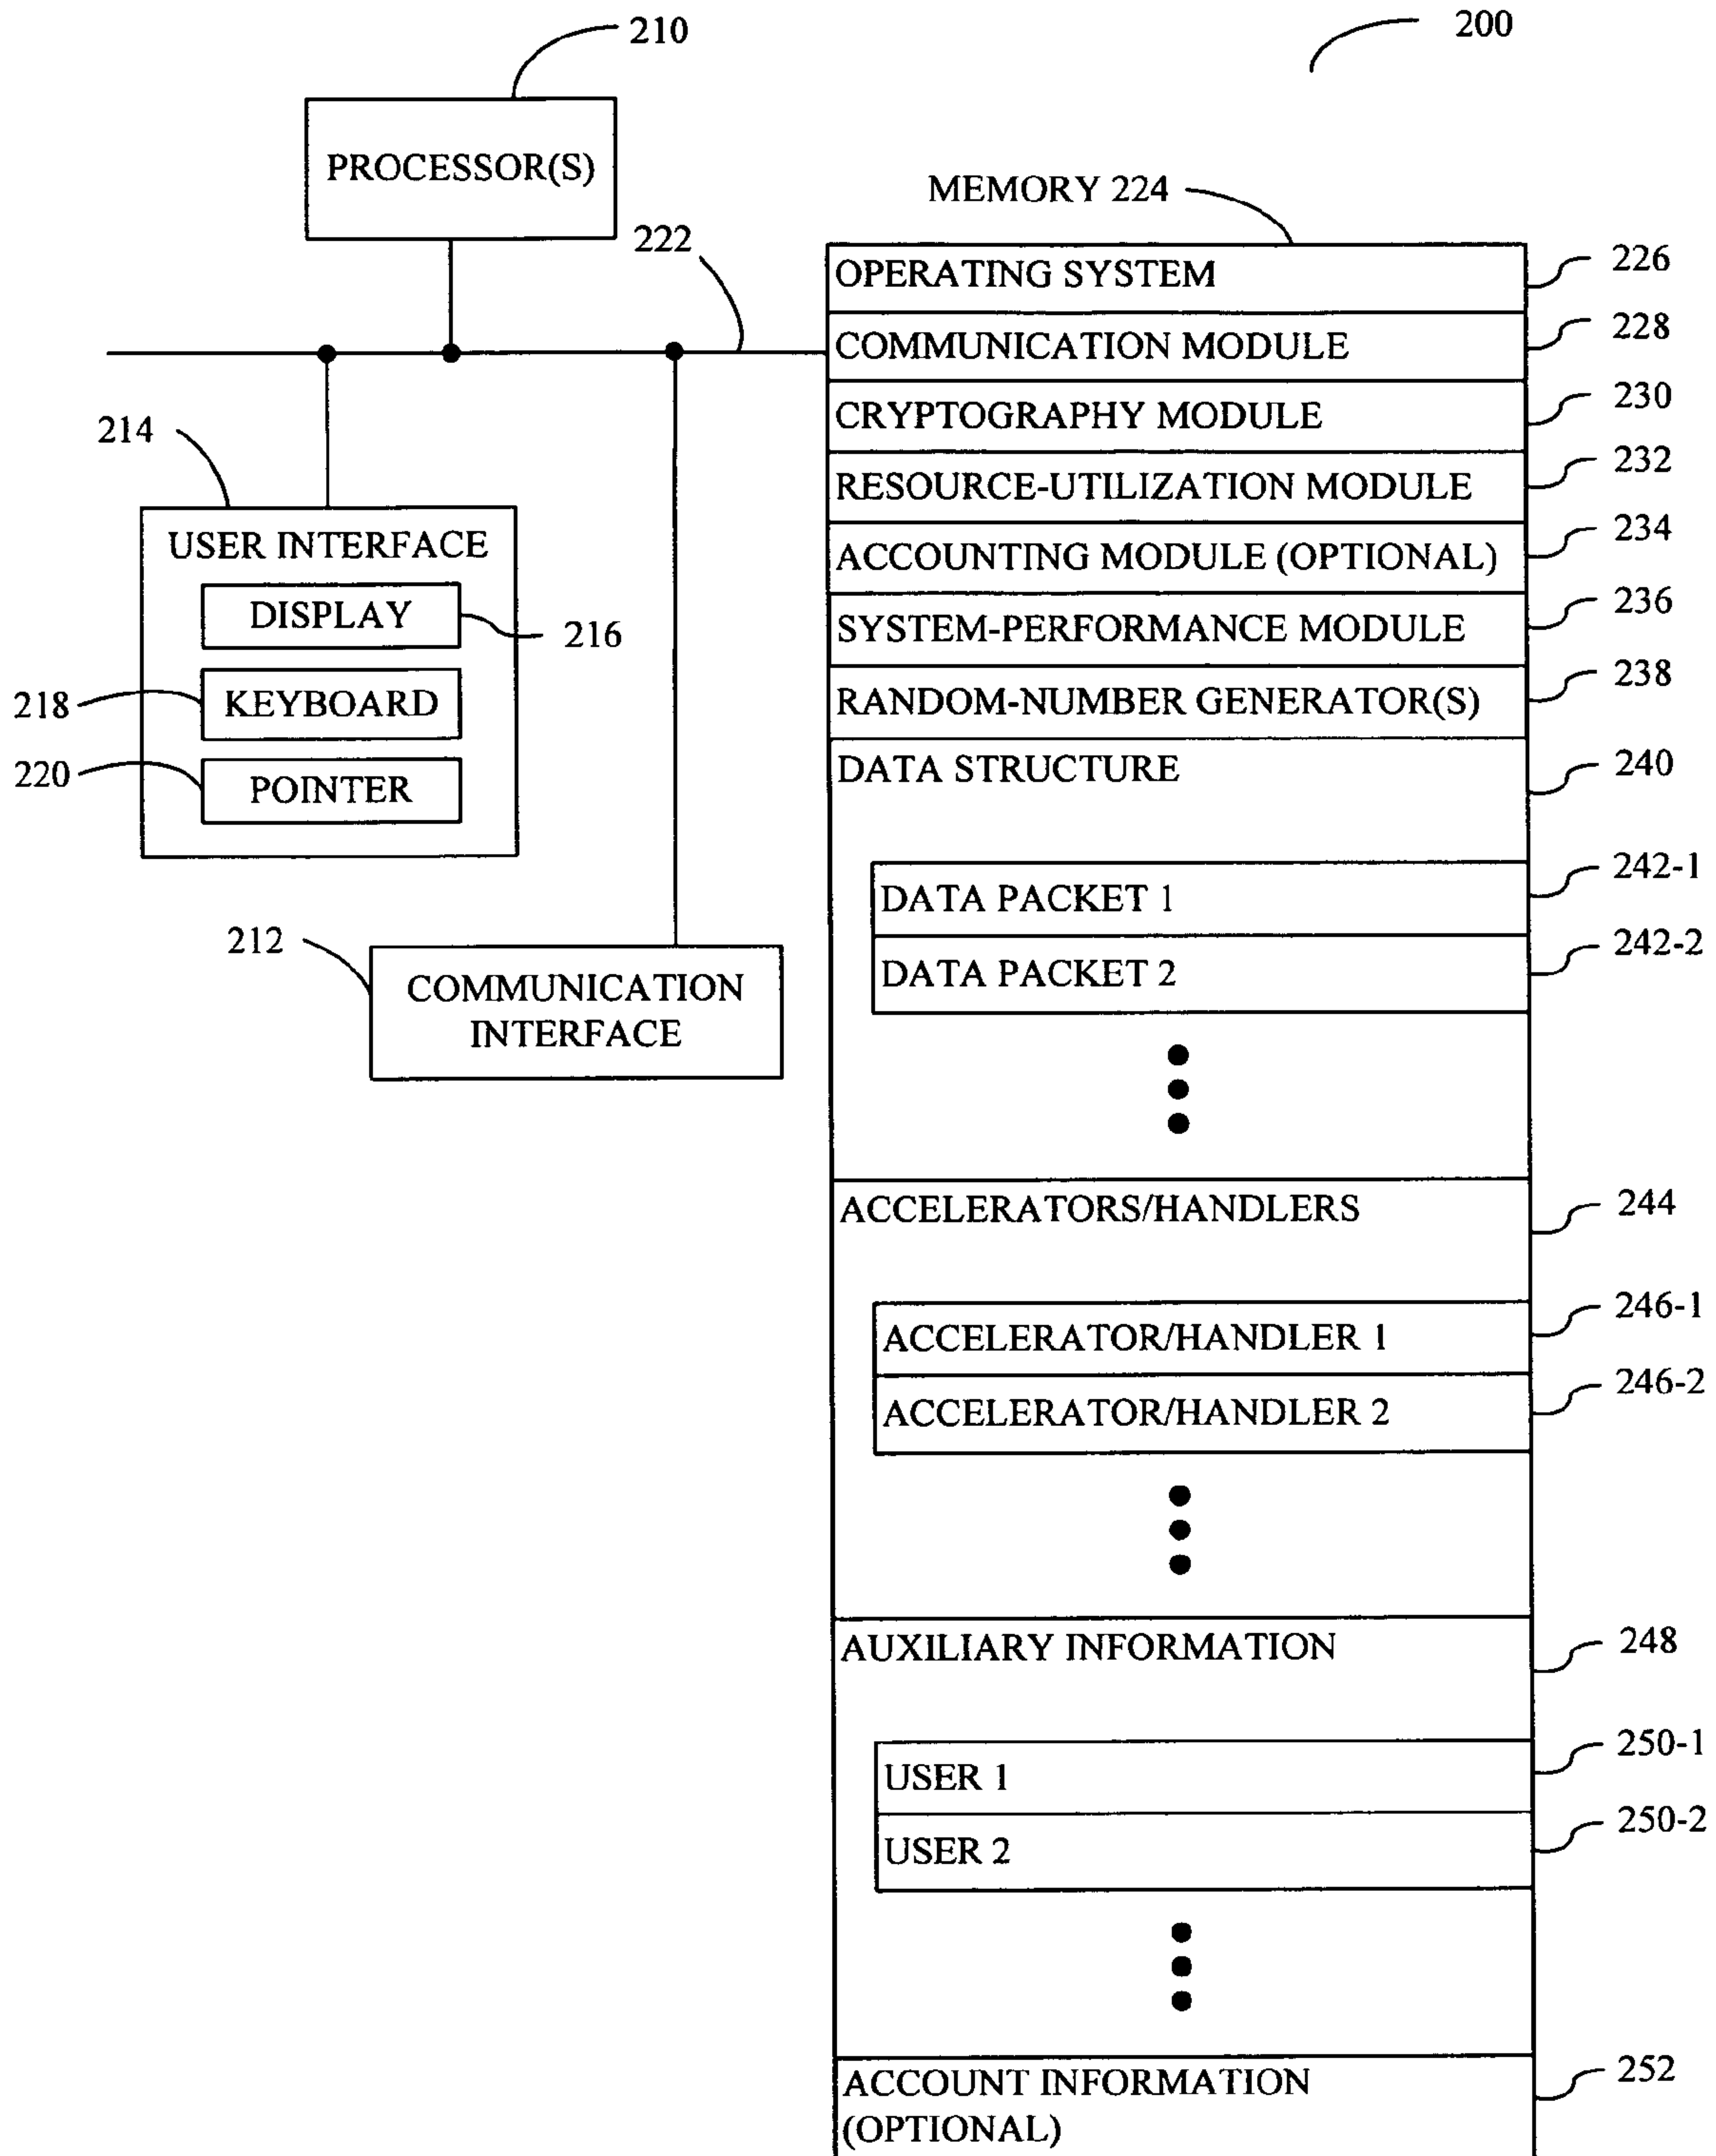 200
210
PROCESSOR(S)
222
214
USER INTERFACE
DISPLAY
216
218
KEYBOARD
220
POINTER
212
COMMUNICATION
INTERFACE
MEMORY 224
OPERATING SYSTEM
226
COMMUNICATION MODULE
228
CRYPTOGRAPHY MODULE
230
RESOURCE-UTILIZATION MODULE
232
ACCOUNTING MODULE (OPTIONAL)
234
SYSTEM-PERFORMANCE MODULE
236
RANDOM-NUMBER GENERATOR(S)
238
DATA STRUCTURE
240
DATA PACKET 1
242-1
DATA PACKET 2
242-2
ACCELERATORS/HANDLERS
244
ACCELERATOR/HANDLER 1
246-1
ACCELERATOR/HANDLER 2
246-2
AUXILIARY INFORMATION
248
USER 1
250-1
USER 2
250-2
ACCOUNT INFORMATION
(OPTIONAL)
252